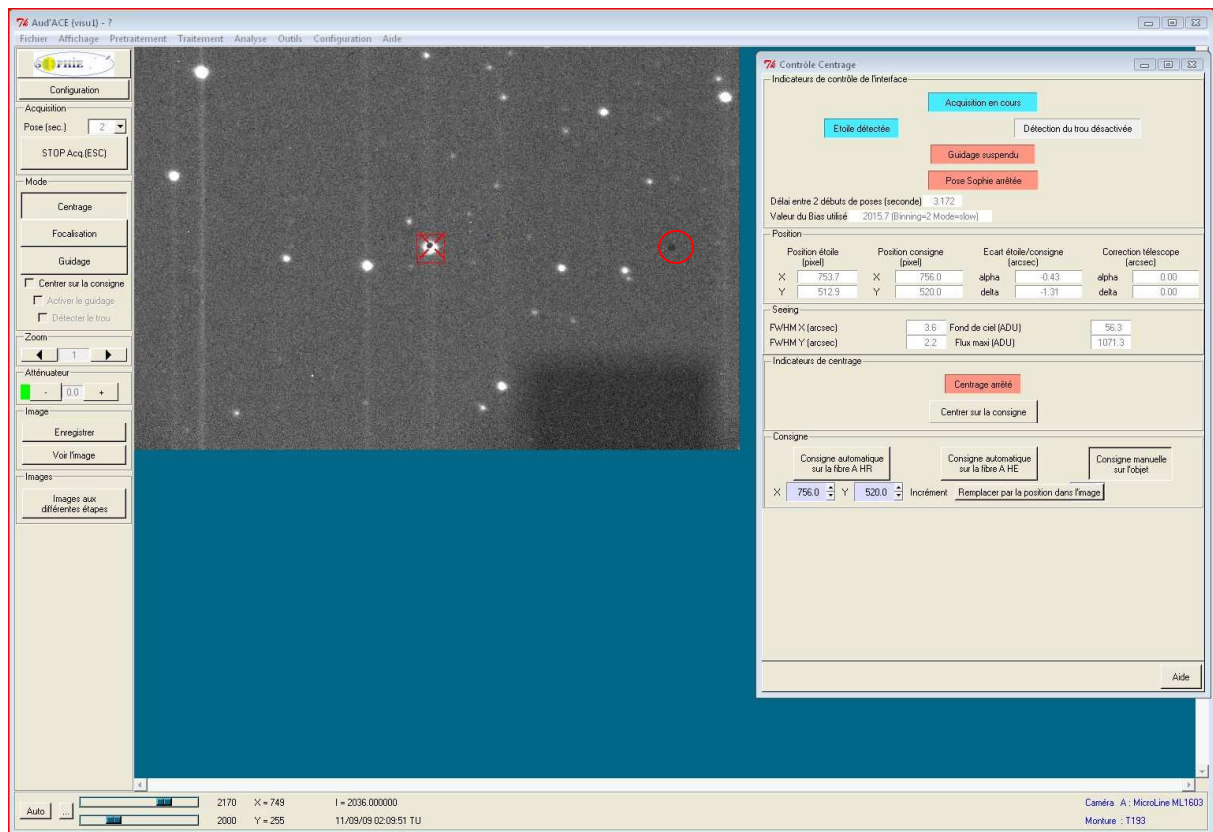 Aud'ACE (visu1) - ?
Fichier Affichage Prétraitement Traitement Analyse Outils Configuration Aide
Configuration
Acquisition
Pose (sec.) 2
STOP Acq.(ESC)
Mode
Centrage
Focalisation
Guidage
Centrer sur la consigne
Activer le guidage
Détecter le trou
Zoom
1
Atténuateur
- 0.0 +
Image
Enregistrer
Voir l'image
Images
Images aux
différentes étapes
Contrôle Centrage
Indicateurs de contrôle de l'interface
Acquisition en cours
Etoile détectée Détection du trou désactivée
Guidage suspendu
Pose Sophie arrêtée
Délai entre 2 débuts de poses (seconde) 3.172
Valeur du Bias utilisé 2015.7 (Binning=2 Mode=slow)
Position
Position étoile Position consigne Ecart étoile/consigne Correction télescope
(pixel) (pixel) (arcsec) (arcsec)
X 753.7 X 756.0 alpha -0.43 alpha 0.00
Y 512.9 Y 520.0 delta -1.31 delta 0.00
Seeing
FWHM X (arcsec) 3.6 Fond de ciel (ADU) 56.3
FWHM Y (arcsec) 2.2 Flux maxi (ADU) 1071.3
Indicateurs de centrage
Centrage arrêté
Centrer sur la consigne
Consigne
Consigne automatique Consigne automatique Consigne manuelle
sur la fibre A HR sur la fibre A HE sur l'objet
X 756.0 Y 520.0 Incrément Remplacer par la position dans l'image
Aide
Auto ... 2170 X = 749 I = 2036.000000 Caméra A : MicroLine ML1603
2000 Y = 255 11/09/09 02:09:51 TU Monture : T193